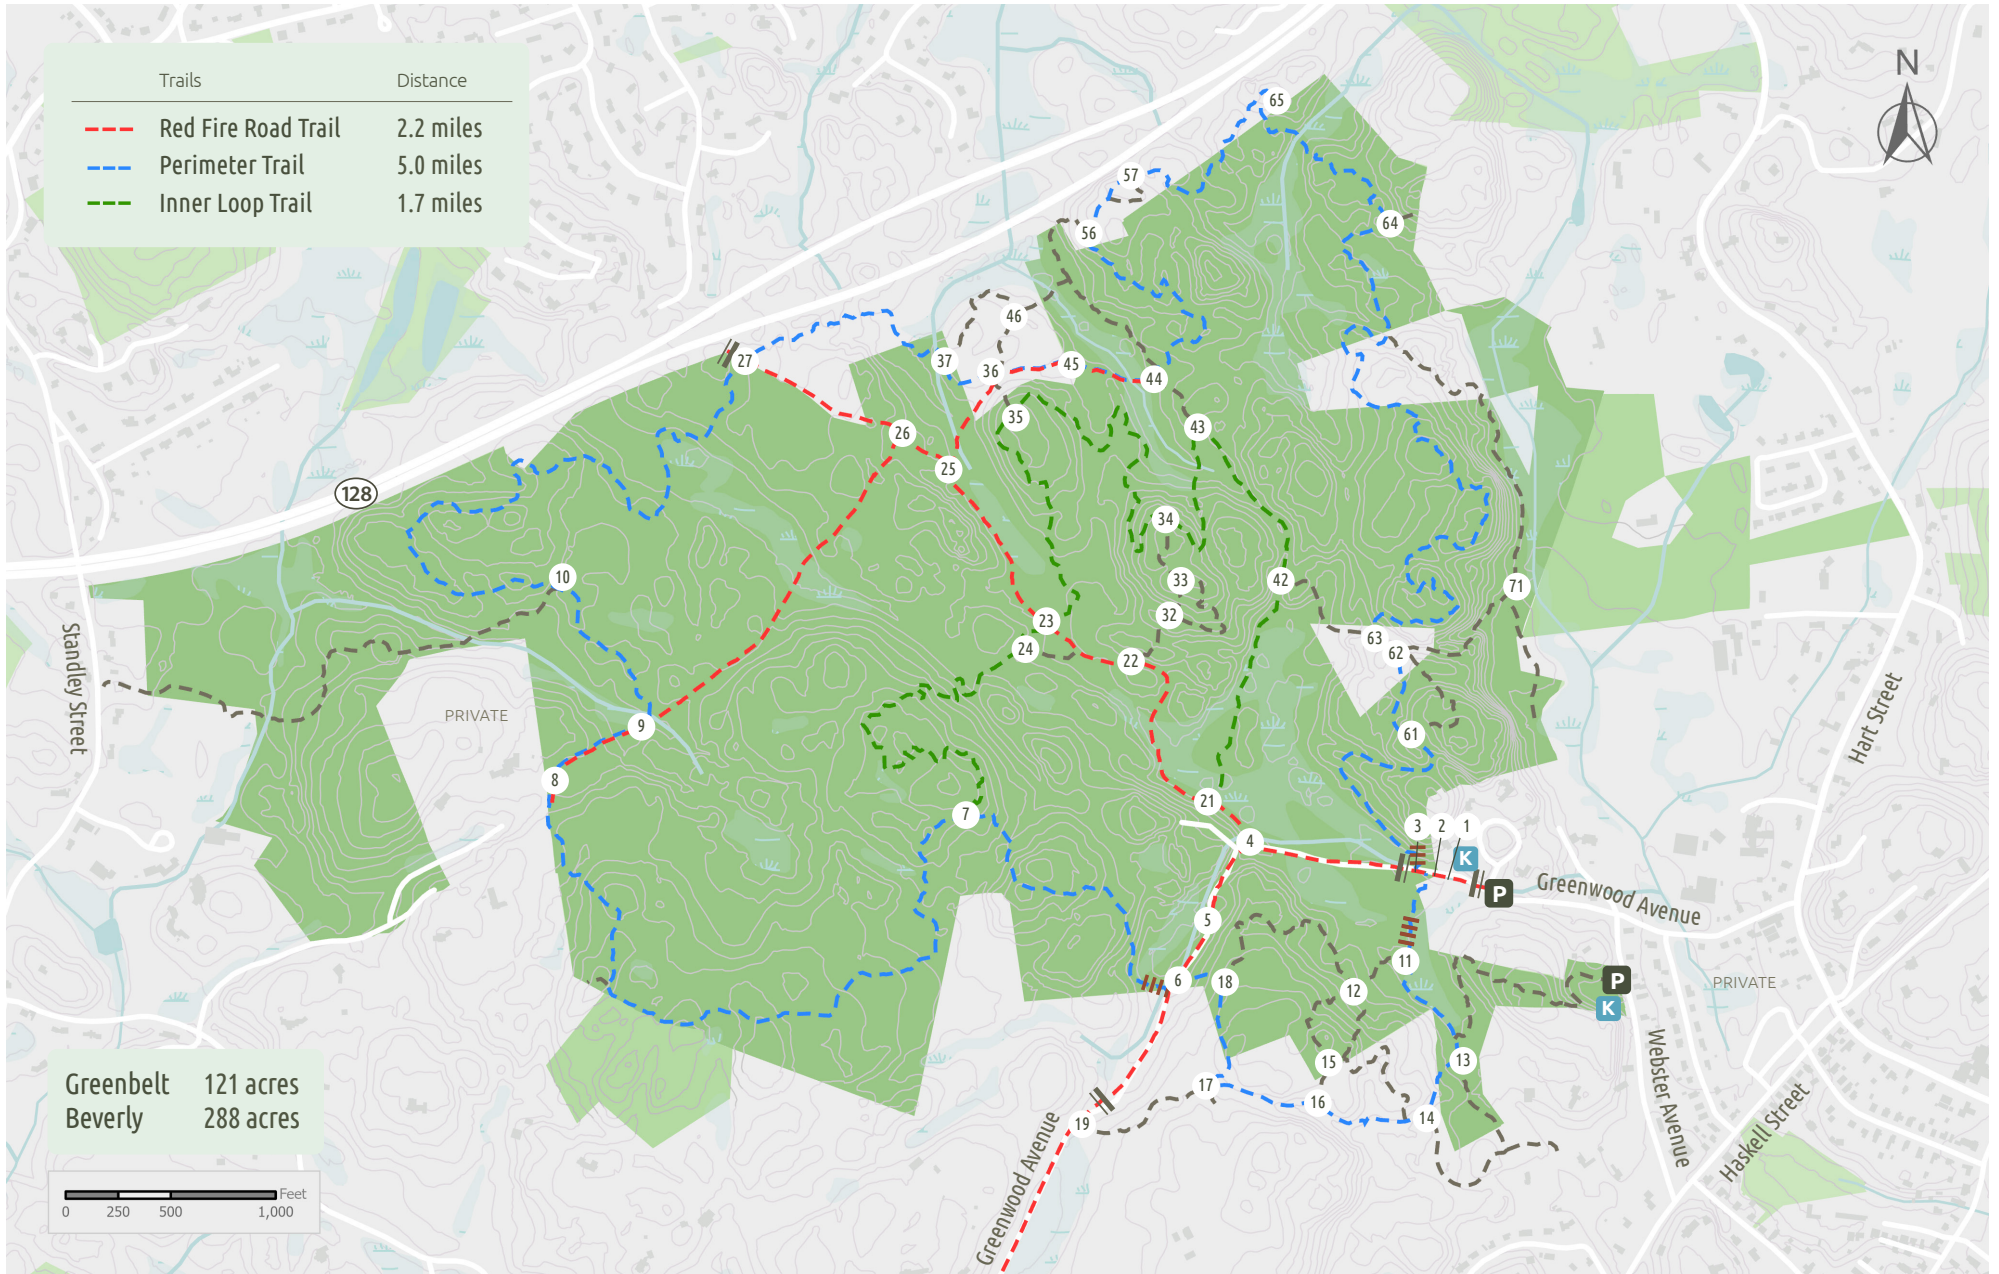 Trails Distance
Red Fire Road Trail 2.2 miles
Perimeter Trail 5.0 miles
Inner Loop Trail 1.7 miles
N
65
57
64
56
46
27
37
36
45
44
35
43
26
25
128
34
10
33
42
71
32
23
63
24
22
62
Standley Street
PRIVATE
9
61
Hart Street
8
21
7
3 2 1
4
K
P
Greenwood Avenue
5
11
6
18
12
P
PRIVATE
K
13
15
17
16
14
19
Greenwood Avenue
Webster Avenue
Haskell Street
Greenbelt 121 acres
Beverly 288 acres
Feet
0 250 500 1,000